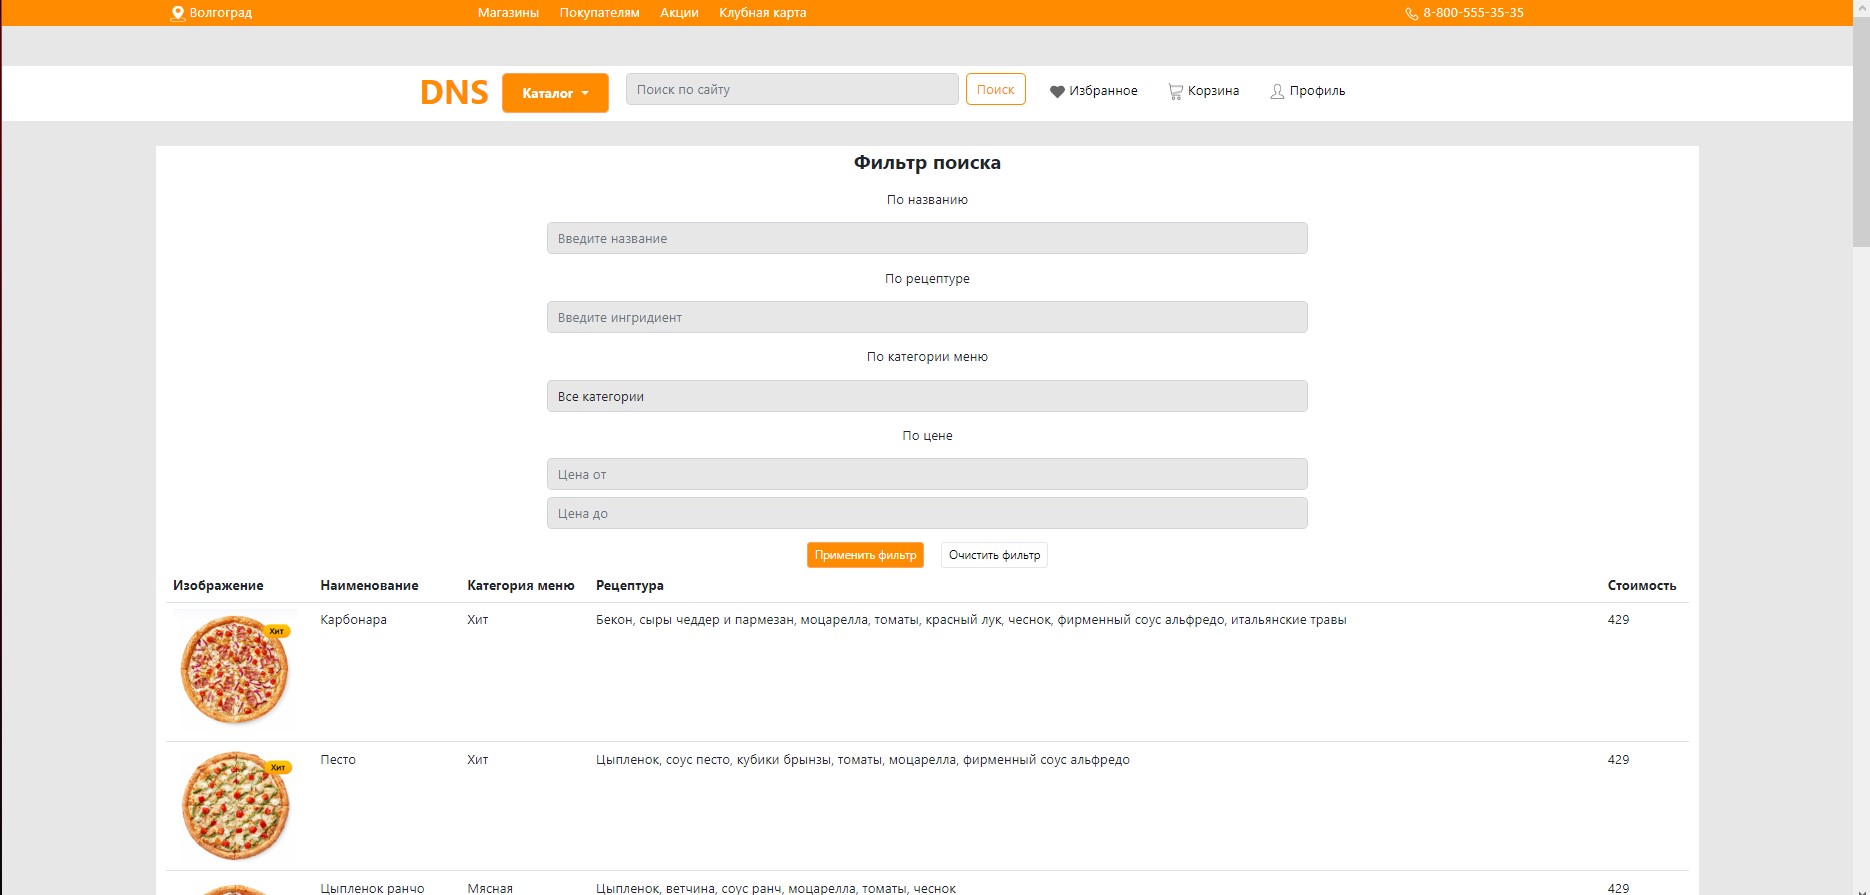 Волгоград Магазины Покупателям Акции Клубная карта 8-800-555-35-35
DNS Каталог Поиск по сайту Поиск Избранное Корзина Профиль
Фильтр поиска
По названию
Введите название
По рецептуре
Введите ингридиент
По категории меню
Все категории
По цене
Цена от
Цена до
Применить фильтр Очистить фильтр
Изображение Наименование Категория меню Рецептура Стоимость
Хит Карбонара Хит Бекон, сыры чеддер и пармезан, моцарелла, томаты, красный лук, чеснок, фирменный соус альфредо, итальянские травы 429
Хит Песто Хит Цыпленок, соус песто, кубики брынзы, томаты, моцарелла, фирменный соус альфредо 429
Цыпленок ранчо Мясная Цыпленок, ветчина, соус ранч, моцарелла, томаты, чеснок 429